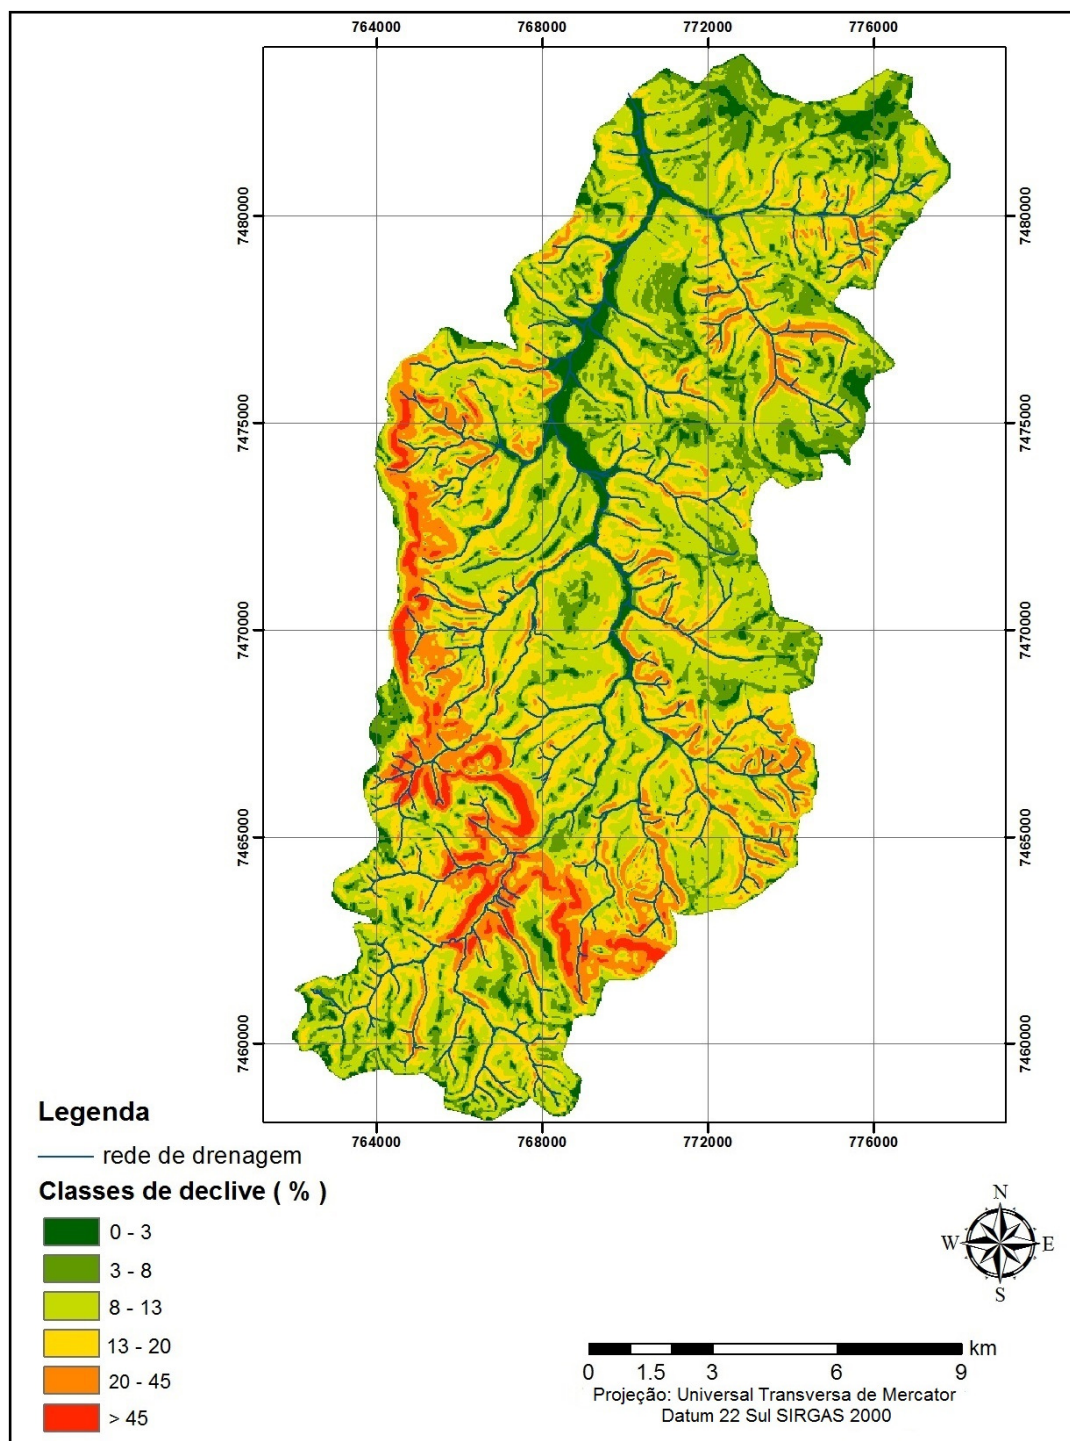 764000 768000 772000 776000
7480000 7480000
7475000 7475000
7470000 7470000
7465000 7465000
7460000 7460000
764000 768000 772000 776000
Legenda
rede de drenagem
Classes de declive ( % )
0 - 3
3 - 8
8 - 13
13 - 20
20 - 45
> 45
N
W E
S
km
0 1.5 3 6 9
Projeção: Universal Transversa de Mercator
Datum 22 Sul SIRGAS 2000